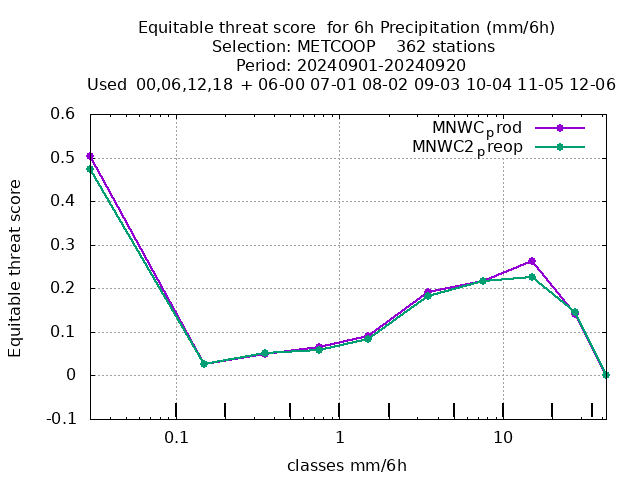 Equitable threat score  for 6h Precipitation (mm/6h)
Selection: METCOOP    362 stations
Period: 20240901-20240920
Used  00,06,12,18  + 06-00 07-01 08-02 09-03 10-04 11-05 12-06
MNWCprod
MNWC2preop
0.6
0.5
0.4
0.3
0.2
0.1
0
-0.1
Equitable threat score
0.1 1 10
classes mm/6h